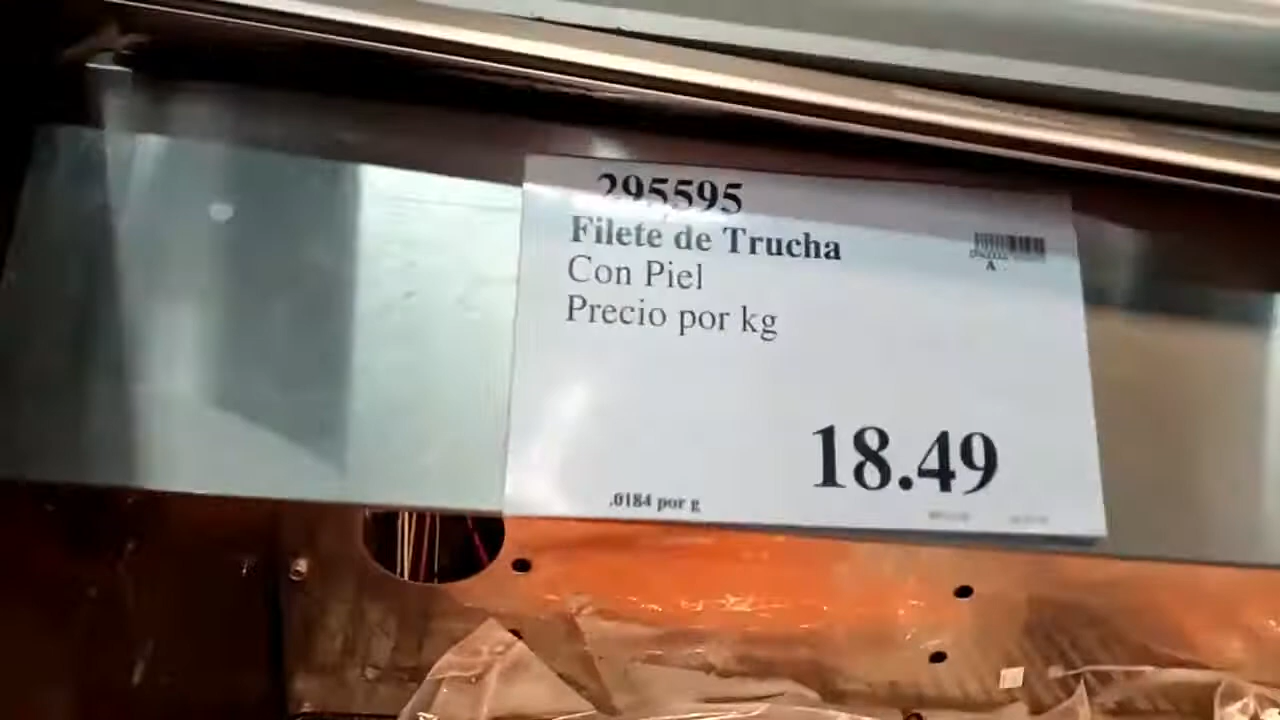 295595
Filete de Trucha
Con Piel
Precio por kg
A
18.49
.0184 por g